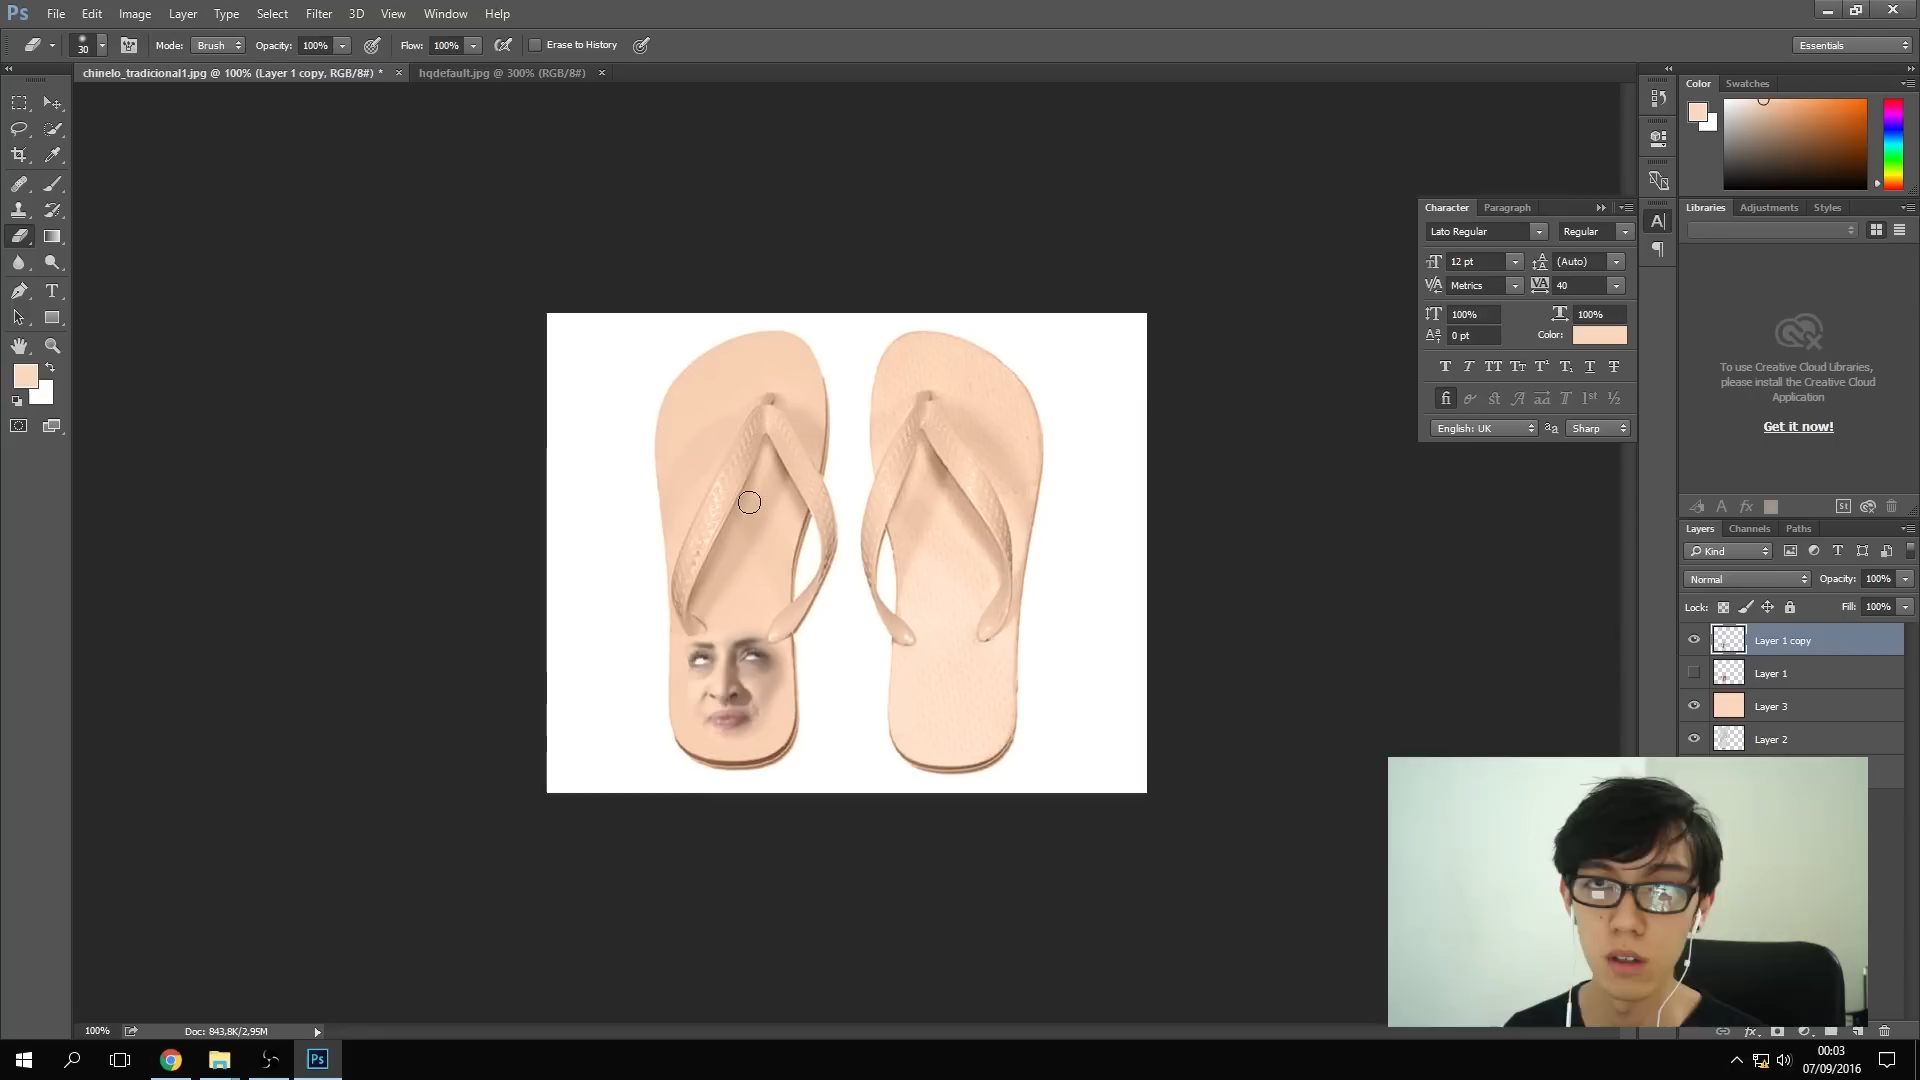 Ps File Edit Image Layer Type Select Filter 3D View Window Help
30 Mode: Brush Opacity: 100% Flow: 100% Erase to History Essentials
chinelo_tradicional1.jpg @ 100% (Layer 1 copy, RGB/8#) * hqdefault.jpg @ 300% (RGB/8#)
Color Swatches
Character Paragraph
Lato Regular Regular
12 pt (Auto)
Metrics 40
100% 100%
0 pt Color:
English: UK Sharp
Libraries Adjustments Styles
To use Creative Cloud Libraries,
please install the Creative Cloud
Application
Get it now!
Layers Channels Paths
Kind
Normal Opacity: 100%
Lock: Fill: 100%
Layer 1 copy
Layer 1
Layer 3
Layer 2
100% Doc: 843,8K/2,95M
Ps
00:03
07/09/2016